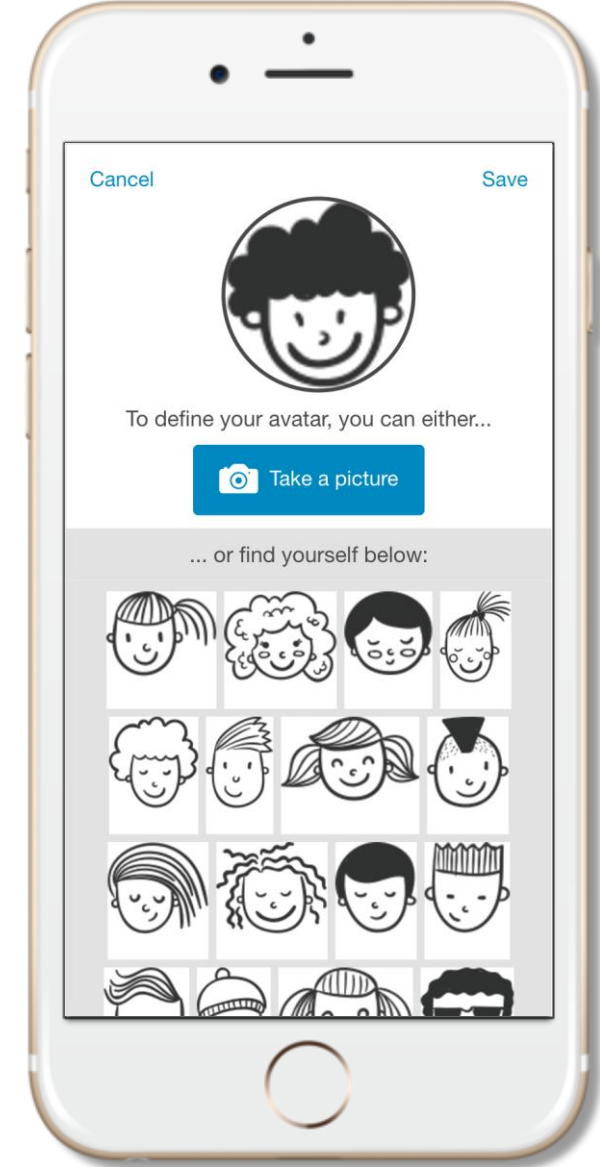 Cancel
Save
To define your avatar, you can either...
Take a picture
... or find yourself below: